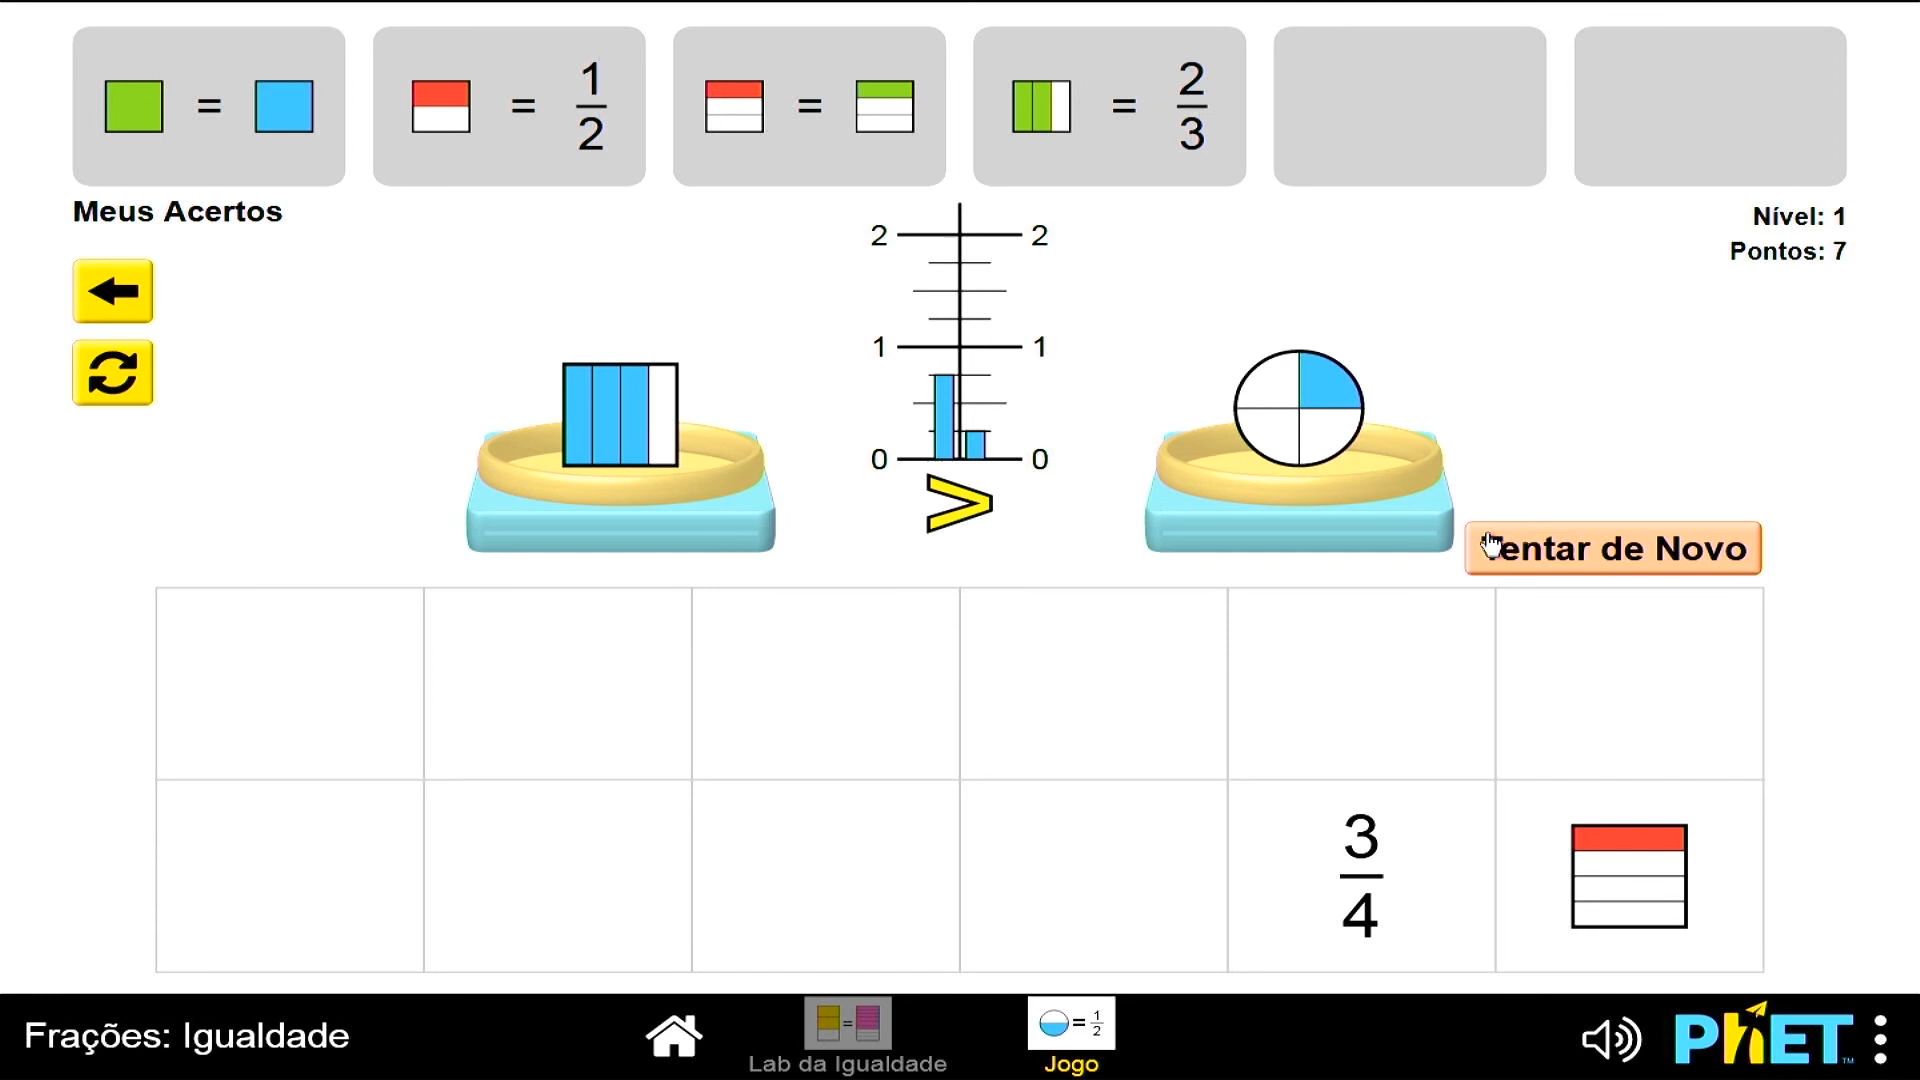 = = 1/2 = = 2/3
Meus Acertos
Nível: 1
Pontos: 7
2 2
1 1
0 0
>
entar de Novo
3/4
Frações: Igualdade
= 1/2
Lab da Igualdade
Jogo
PhET™